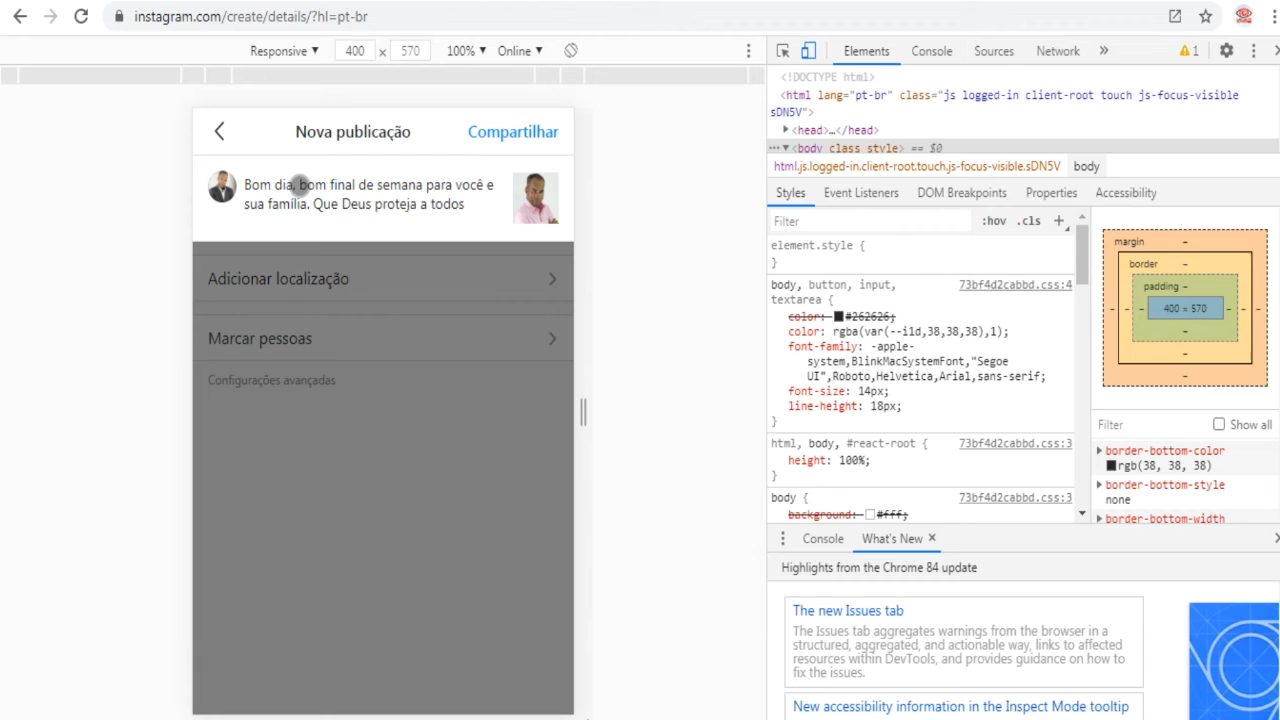 instagram.com/create/details/?hl=pt-br
Responsive ▼ 400 x 570 100% ▼ Online ▼
Elements Console Sources Network » 1
<!DOCTYPE html>
<html lang="pt-br" class="js logged-in client-root touch js-focus-visible
sDN5V">
<head>…</head>
<body class style> == $0
html.js.logged-in.client-root.touch.js-focus-visible.sDN5V body
Styles Event Listeners DOM Breakpoints Properties Accessibility
Filter :hov .cls +
element.style {
}
body, button, input, 73bf4d2cabbd.css:4
textarea {
color: #262626;
color: rgba(var(--i1d,38,38,38),1);
font-family: -apple-
system,BlinkMacSystemFont,"Segoe
UI",Roboto,Helvetica,Arial,sans-serif;
font-size: 14px;
line-height: 18px;
}
html, body, #react-root { 73bf4d2cabbd.css:3
height: 100%;
}
body { 73bf4d2cabbd.css:3
background: #fff;
margin -
border -
padding -
- - - 400 × 570 - - -
-
-
-
Filter Show all
border-bottom-color
rgb(38, 38, 38)
border-bottom-style
none
border-bottom-width
Nova publicação Compartilhar
Bom dia, bom final de semana para você e
sua família. Que Deus proteja a todos
Adicionar localização
Marcar pessoas
Configurações avançadas
Console What's New ×
Highlights from the Chrome 84 update
The new Issues tab
The Issues tab aggregates warnings from the browser in a
structured, aggregated, and actionable way, links to affected
resources within DevTools, and provides guidance on how to
fix the issues.
New accessibility information in the Inspect Mode tooltip